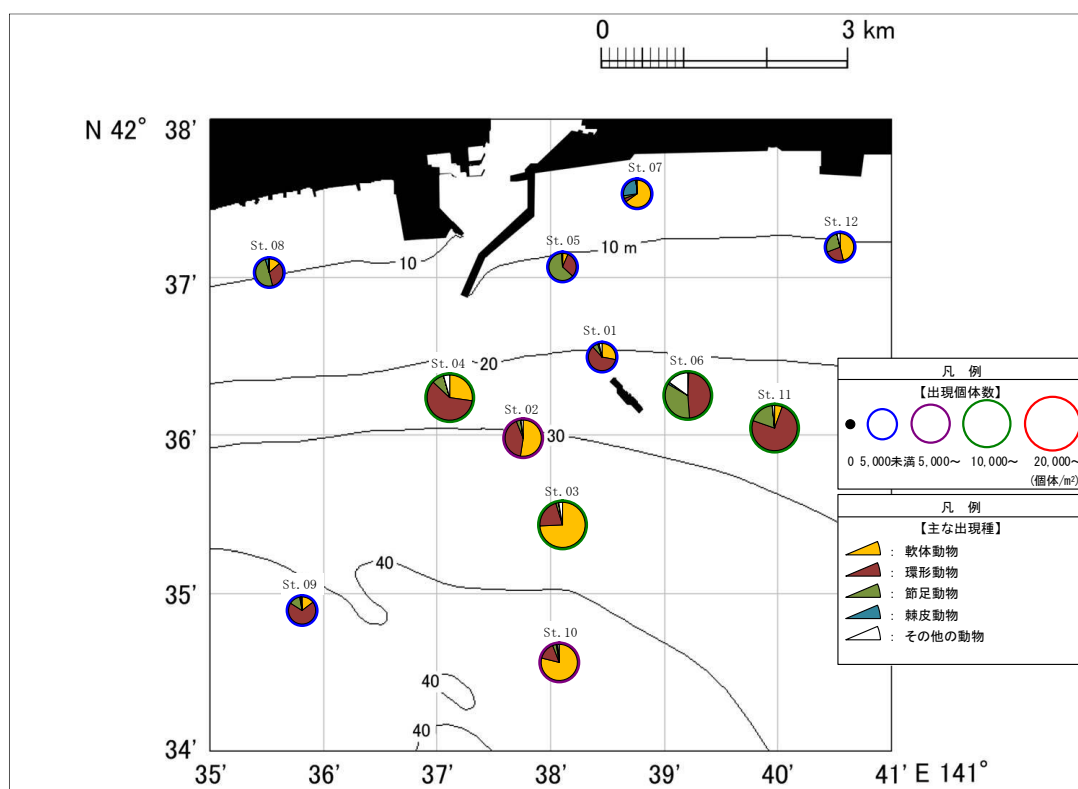 0 3 km
N 42° 38'
37'
36'
35'
34'
35' 36' 37' 38' 39' 40' 41' E 141°
St.07
St.12
St.08
St.05
10 m
10
St.01
St.04
20
St.06
St.11
St.02
30
St.03
40
St.09
St.10
40
40
凡 例
【出現個体数】
0 5,000未満 5,000～ 10,000～ 20,000～
(個体/m²)
凡 例
【主な出現種】
: 軟体動物
: 環形動物
: 節足動物
: 棘皮動物
: その他の動物